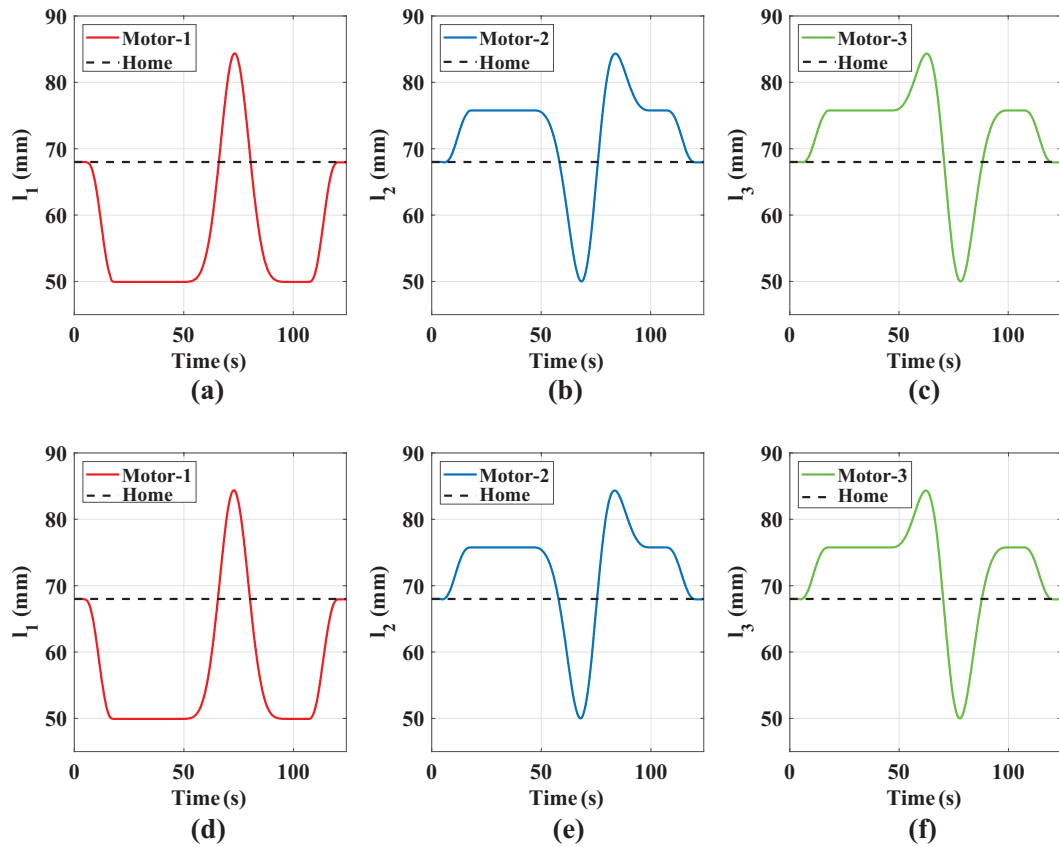 90
80
70
60
50
l1 (mm)
Motor-1
Home
0 50 100
Time (s)
(a)
90
80
70
60
50
l2 (mm)
Motor-2
Home
0 50 100
Time (s)
(b)
90
80
70
60
50
l3 (mm)
Motor-3
Home
0 50 100
Time (s)
(c)
90
80
70
60
50
l1 (mm)
Motor-1
Home
0 50 100
Time (s)
(d)
90
80
70
60
50
l2 (mm)
Motor-2
Home
0 50 100
Time (s)
(e)
90
80
70
60
50
l3 (mm)
Motor-3
Home
0 50 100
Time (s)
(f)